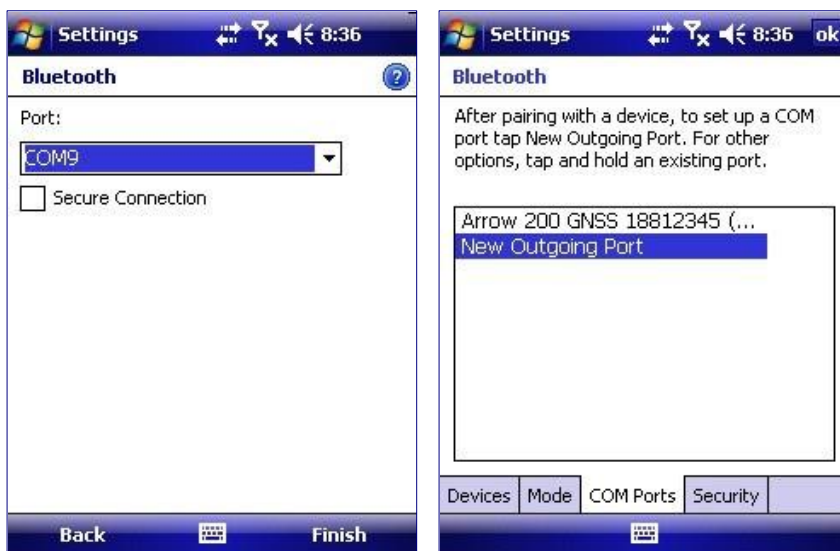 Settings 8:36
Bluetooth
Port:
COM9
Secure Connection
Back Finish
Settings 8:36 ok
Bluetooth
After pairing with a device, to set up a COM
port tap New Outgoing Port. For other
options, tap and hold an existing port.
Arrow 200 GNSS 18812345 (...
New Outgoing Port
Devices Mode COM Ports Security